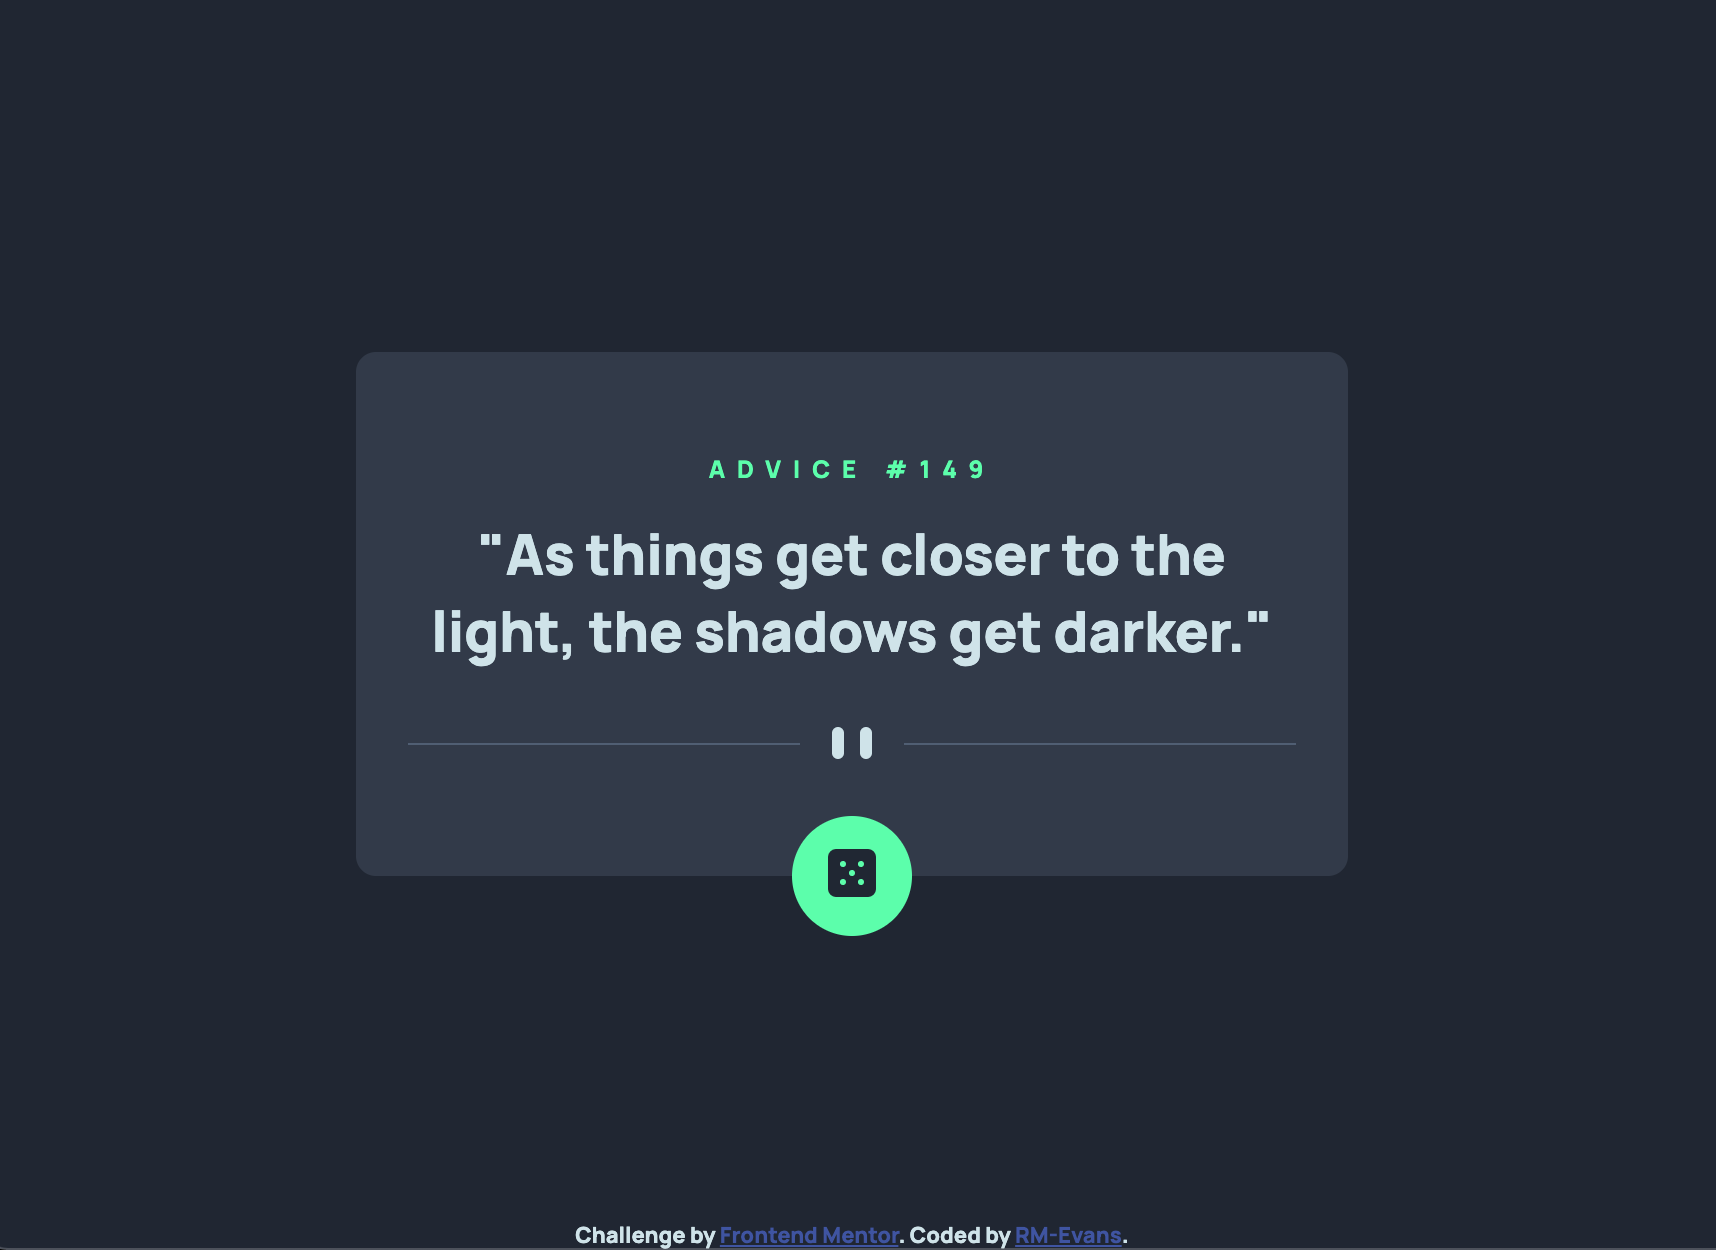 ADVICE #149
"As things get closer to the
light, the shadows get darker."
Challenge by Frontend Mentor. Coded by RM-Evans.